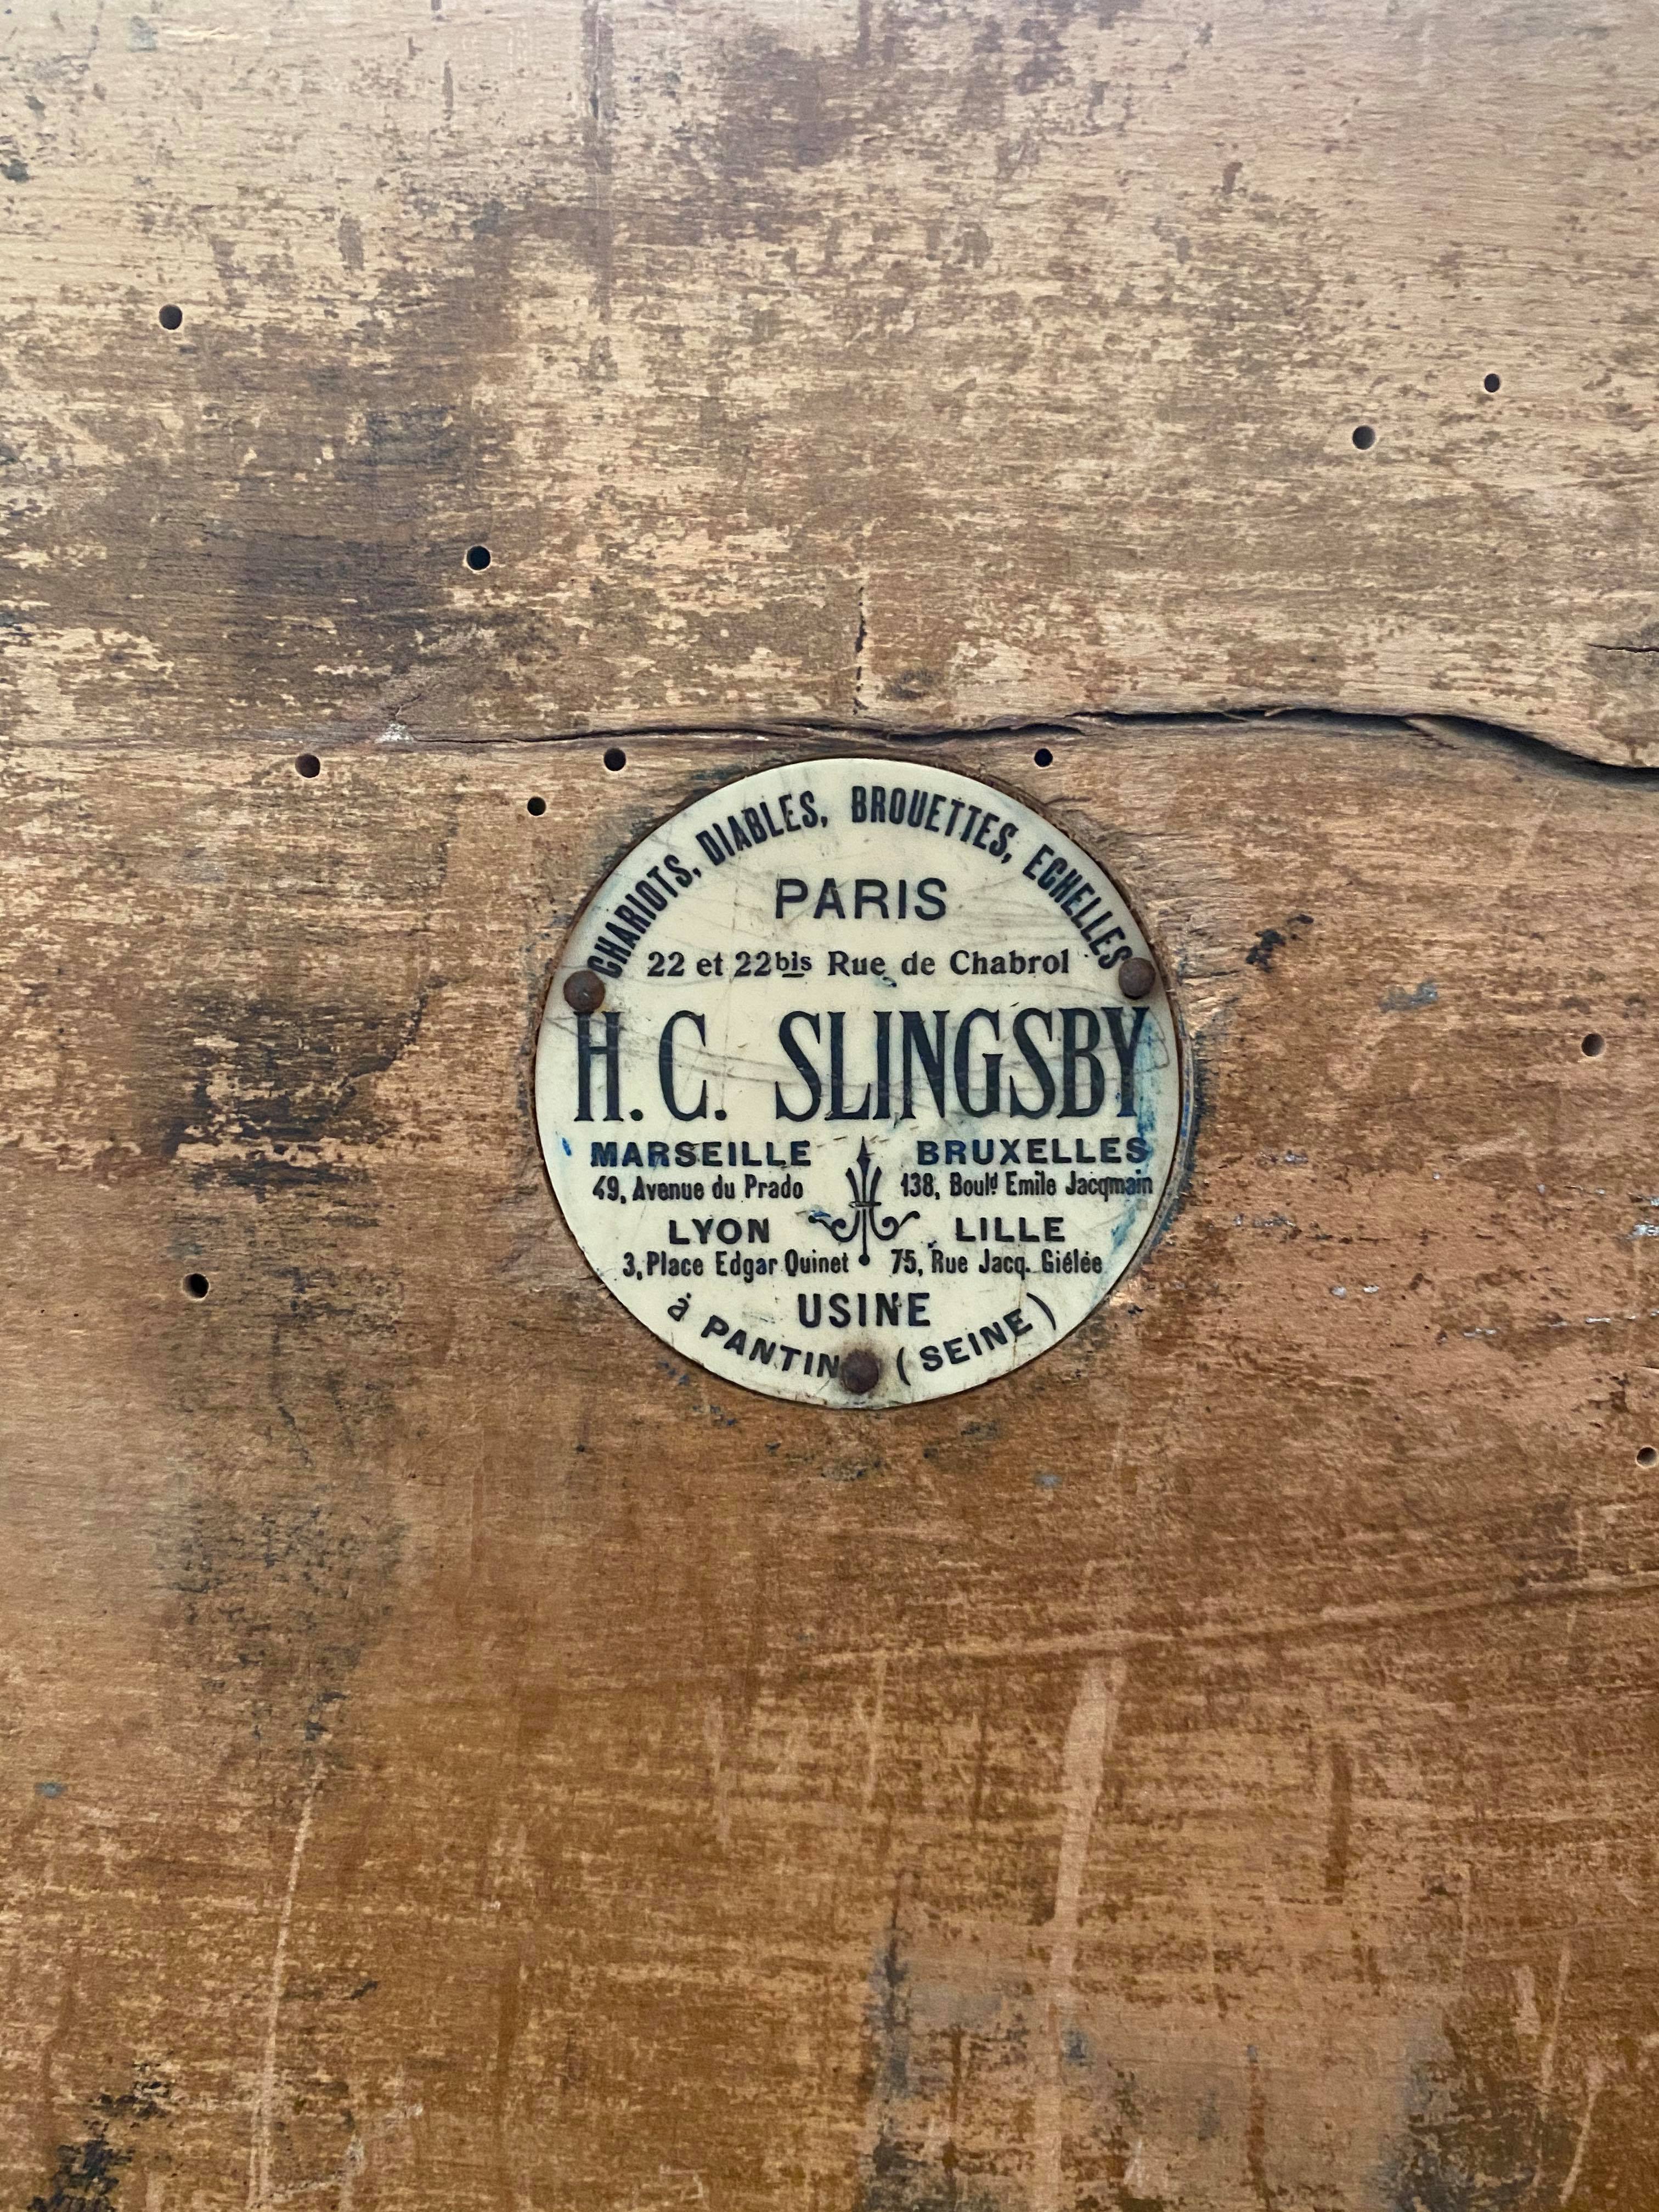 CHARIOTS, DIABLES, BROUETTES, ECHELLES
PARIS
22 et 22bis Rue de Chabrol
H.C. SLINGSBY
MARSEILLE
49, Avenue du Prado
BRUXELLES
138, Bould Emile Jacqmain
LYON
3, Place Edgar Quinet
LILLE
75, Rue Jacq. Giélée
USINE
à PANTIN (SEINE)